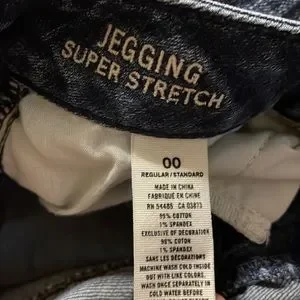 JEGGING
SUPER STRETCH
00
REGULAR/STANDARD
MADE IN CHINA
FABRIQUÉ EN CHINE
RN 54485 CA 03873
99% COTTON
1% SPANDEX
EXCLUSIVE OF DECORATION
99% COTON
1% SPANDEX
SANS LES DÉCORATIONS
MACHINE WASH COLD INSIDE
OUT WITH LIKE COLORS.
WASH ONCE SEPARATELY IN
COLD WATER BEFORE